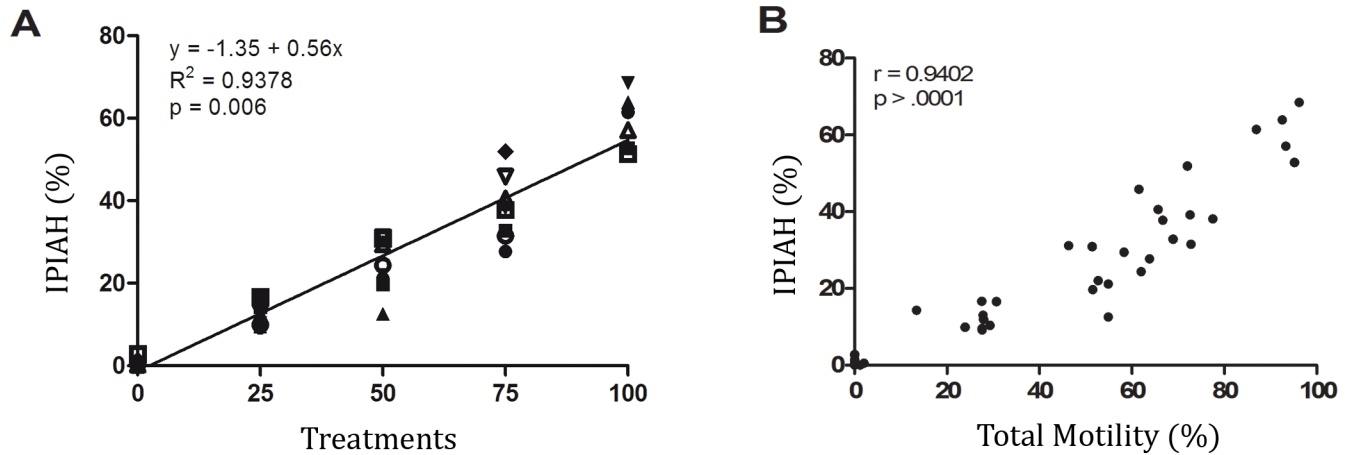 A
y = -1.35 + 0.56x
R² = 0.9378
p = 0.006
80
60
40
20
0
IPIAH (%)
0 25 50 75 100
Treatments
B
r = 0.9402
p > .0001
80
60
40
20
0
IPIAH (%)
0 20 40 60 80 100
Total Motility (%)